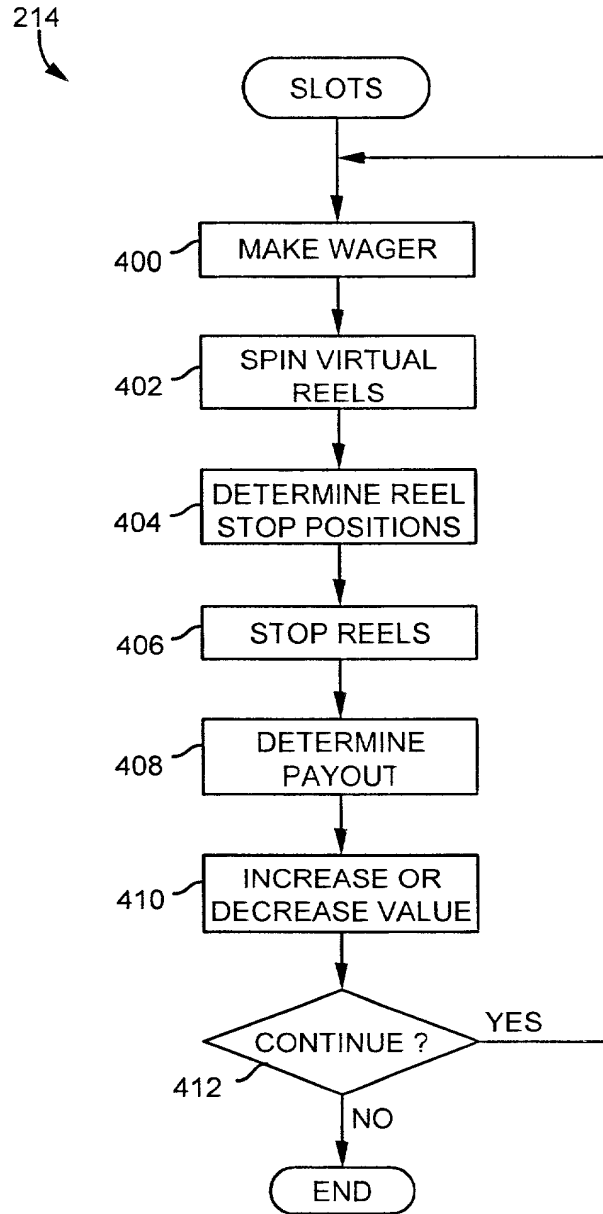 214
SLOTS
400
MAKE WAGER
402
SPIN VIRTUAL
REELS
404
DETERMINE REEL
STOP POSITIONS
406
STOP REELS
408
DETERMINE
PAYOUT
410
INCREASE OR
DECREASE VALUE
CONTINUE ?
YES
412
NO
END